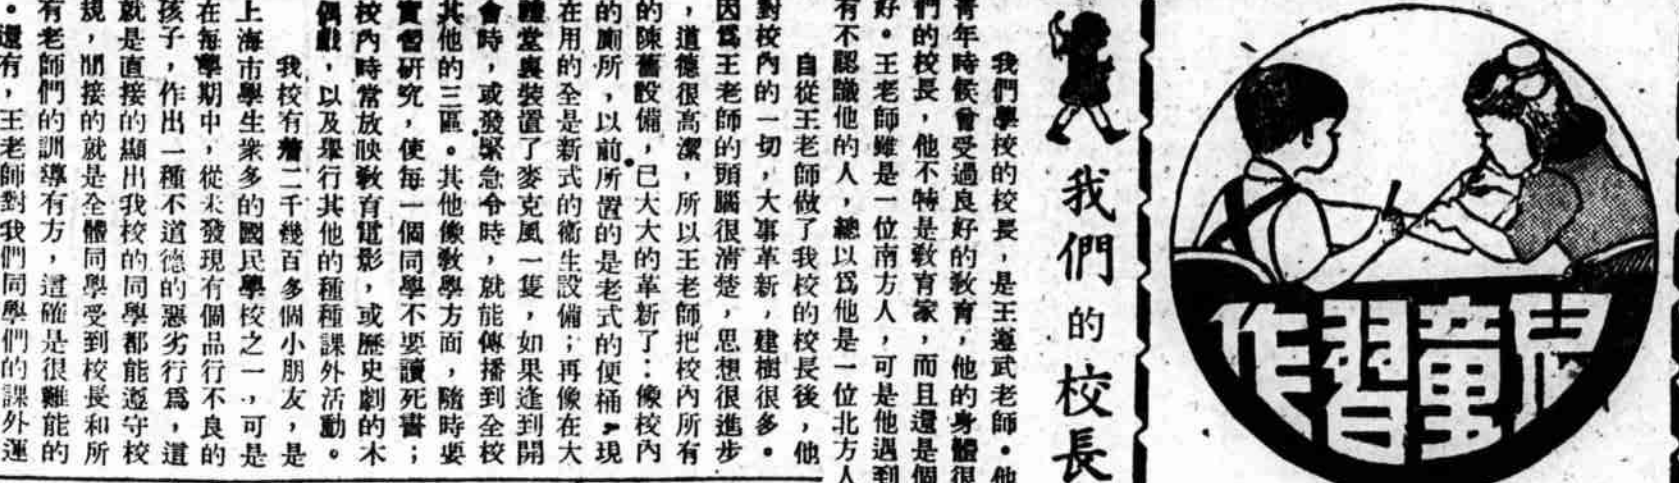 兒童習作
我們的校長
我們學校的校長，是王遵武老師。他
青年時候曾受過良好的教育，他的身體很
們的校長，他不特是教育家，而且還是個
好。王老師雖是一位南方人，可是他遇到
有不認識他的人，總以爲他是一位北方人
自從王老師做了我校的校長後，他
對校內的一切，大事革新，建樹很多。
因爲王老師的頭腦很淸楚，思想很進步
，道德很高潔，所以王老師把校內所有
的陳舊設備，已大大的革新了：像校內
的廁所，以前所置的是老式的便桶，現
在用的全是新式的衞生設備；再像在大
禮堂裏裝置了麥克風一隻，如果逢到開
會時，或發緊急令時，就能傳播到全校
其他的三區。其他像敎學方面，隨時要
實習硏究，使每一個同學不要讀死書；
校內時常放映敎育電影，或歷史劇的木
偶戲，以及舉行其他的種種課外活動。
我校有着二千幾百多個小朋友，是
上海市學生衆多的國民學校之一，可是
在每學期中，從未發現有個品行不良的
孩子，作出一種不道德的惡劣行爲，這
就是直接的顯出我校的同學都能遵守校
規，間接的就是全體同學受到校長和所
有老師們的訓導有方，這確是很難能的
。還有，王老師對我們同學們的課外運